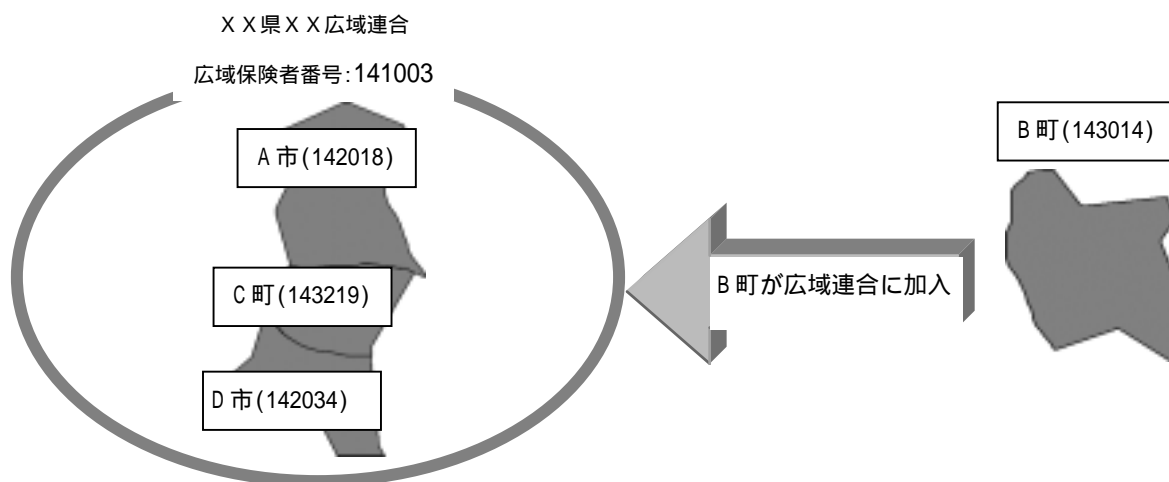 ＸＸ県ＸＸ広域連合
広域保険者番号:141003
Ａ市(142018)
Ｃ町(143219)
Ｄ市(142034)
Ｂ町が広域連合に加入
Ｂ町(143014)